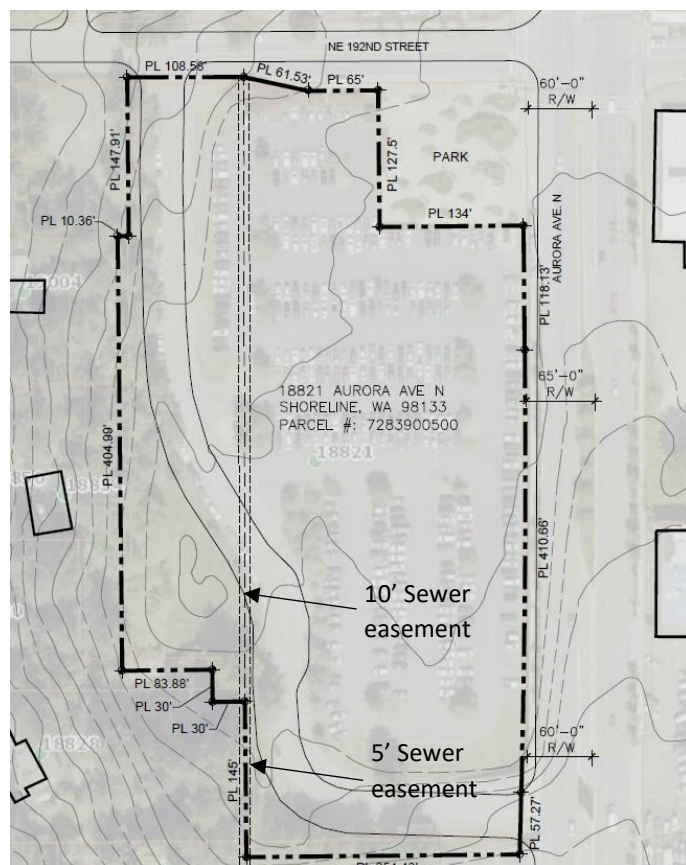 NE 192ND STREET
PL 108.58'
PL 61.53'
PL 65'
60'-0"
R/W
PL 147.91'
PL 127.5'
PARK
PL 10.36'
PL 134'
AURORA AVE. N
PL 118.13'
65'-0"
R/W
18821 AURORA AVE N
SHORELINE, WA 98133
PARCEL #: 7283900500
18821
PL 404.99'
PL 410.66'
10' Sewer
easement
PL 83.88'
PL 30'
PL 30'
60'-0"
R/W
5' Sewer
easement
PL 145'
PL 57.27'